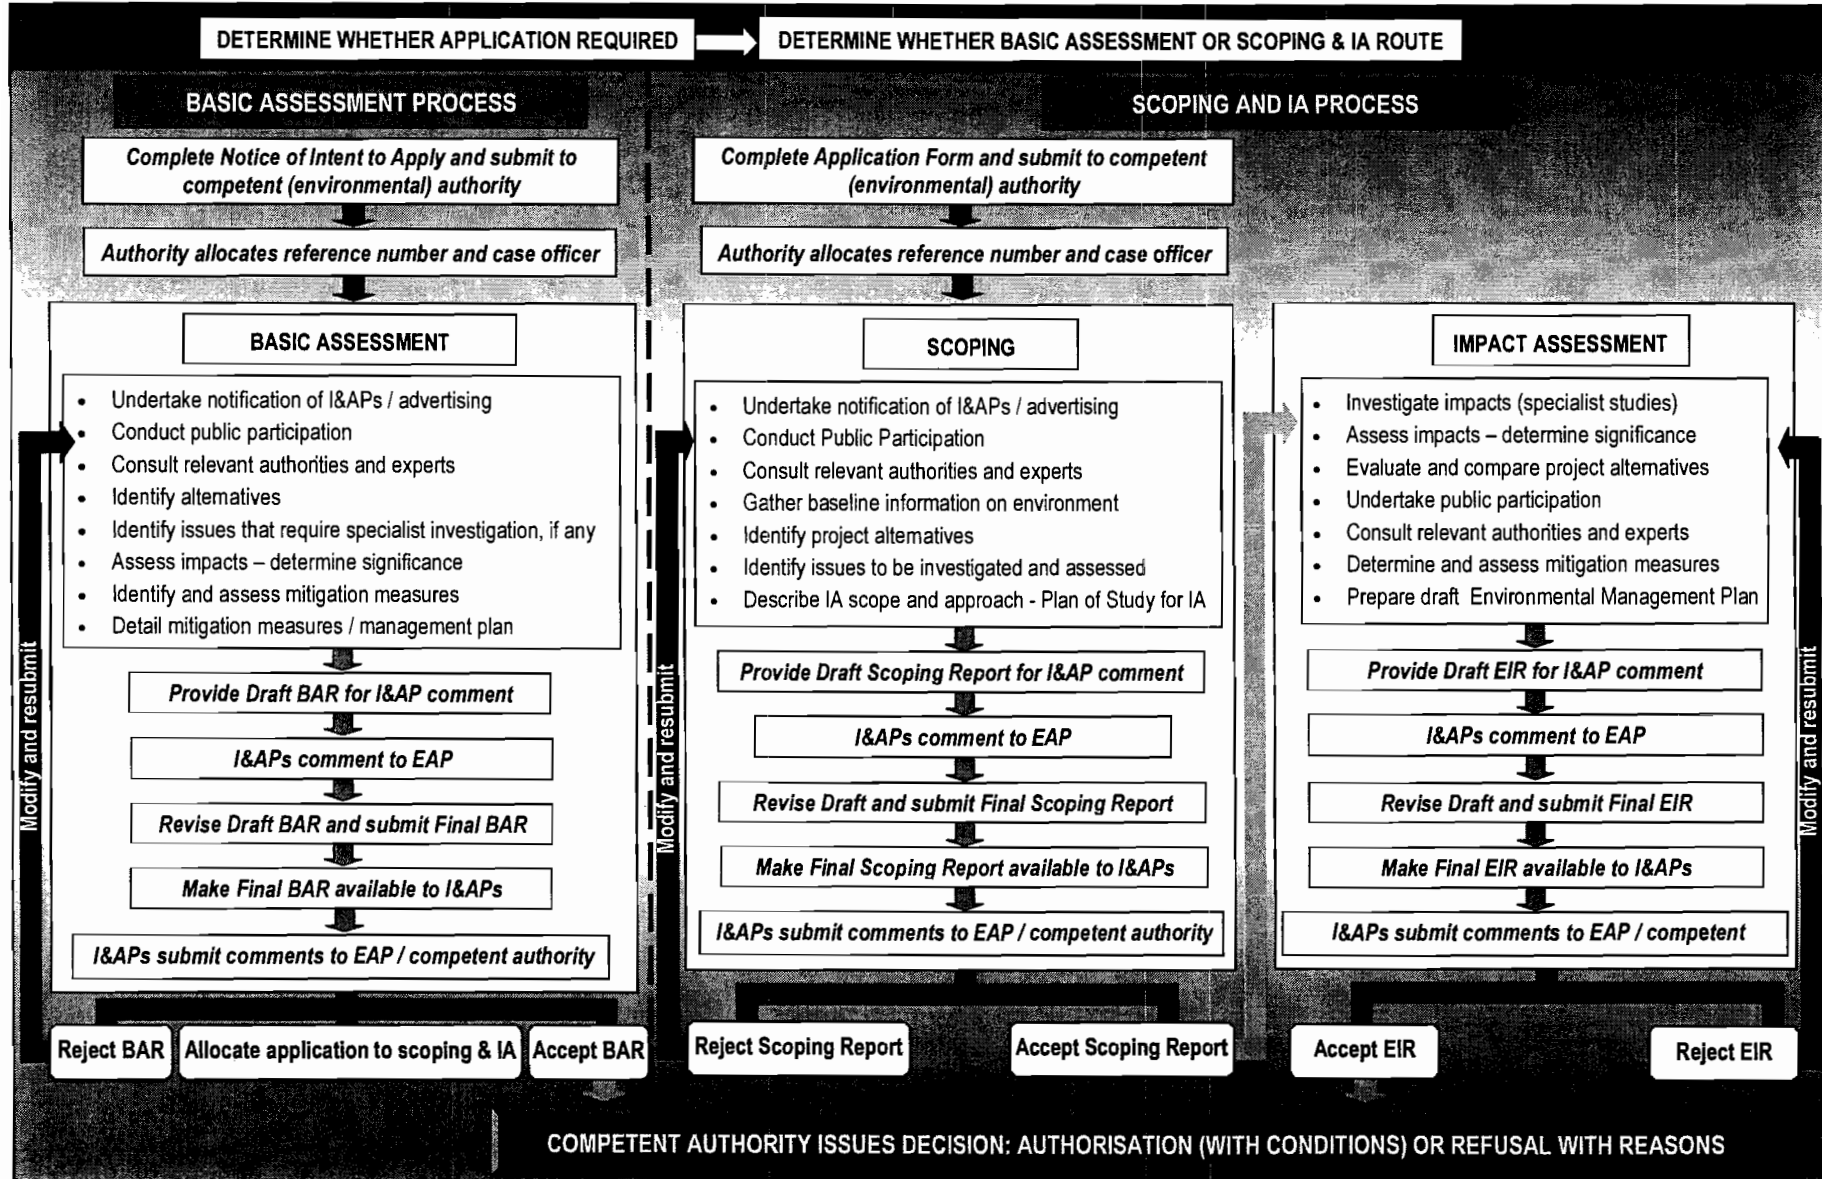 DETERMINE WHETHER APPLICATION REQUIRED
DETERMINE WHETHER BASIC ASSESSMENT OR SCOPING & IA ROUTE
BASIC ASSESSMENT PROCESS
Complete Notice of Intent to Apply and submit to
competent (environmental) authority
Authority allocates reference number and case officer
BASIC ASSESSMENT
• Undertake notification of I&APs / advertising
• Conduct public participation
• Consult relevant authorities and experts
• Identify alternatives
• Identify issues that require specialist investigation, if any
• Assess impacts – determine significance
• Identify and assess mitigation measures
• Detail mitigation measures / management plan
Provide Draft BAR for I&AP comment
I&APs comment to EAP
Revise Draft BAR and submit Final BAR
Make Final BAR available to I&APs
I&APs submit comments to EAP / competent authority
Modify and resubmit
Reject BAR
Allocate application to scoping & IA
Accept BAR
SCOPING AND IA PROCESS
Complete Application Form and submit to competent
(environmental) authority
Authority allocates reference number and case officer
SCOPING
• Undertake notification of I&APs / advertising
• Conduct Public Participation
• Consult relevant authorities and experts
• Gather baseline information on environment
• Identify project alternatives
• Identify issues to be investigated and assessed
• Describe IA scope and approach - Plan of Study for IA
Provide Draft Scoping Report for I&AP comment
I&APs comment to EAP
Revise Draft and submit Final Scoping Report
Make Final Scoping Report available to I&APs
I&APs submit comments to EAP / competent authority
Modify and resubmit
Reject Scoping Report
Accept Scoping Report
IMPACT ASSESSMENT
• Investigate impacts (specialist studies)
• Assess impacts – determine significance
• Evaluate and compare project alternatives
• Undertake public participation
• Consult relevant authorities and experts
• Determine and assess mitigation measures
• Prepare draft Environmental Management Plan
Provide Draft EIR for I&AP comment
I&APs comment to EAP
Revise Draft and submit Final EIR
Make Final EIR available to I&APs
I&APs submit comments to EAP / competent
Modify and resubmit
Accept EIR
Reject EIR
COMPETENT AUTHORITY ISSUES DECISION: AUTHORISATION (WITH CONDITIONS) OR REFUSAL WITH REASONS